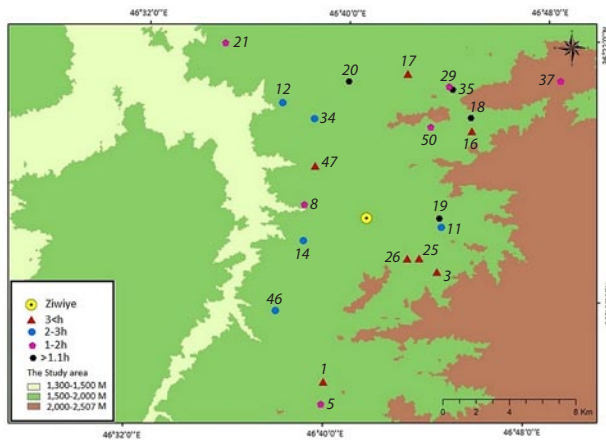 46°32'0"E
46°40'0"E
46°48'0"E
21
17
20
29
37
12
35
34
18
50
16
47
8
19
11
14
26
25
3
46
1
5
Ziwiye
3<h
2-3h
1-2h
>1.1h
The Study area
1,300-1,500 M
1,500-2,000 M
2,000-2,507 M
0
2
4
8 Km
46°32'0"E
46°40'0"E
46°48'0"E